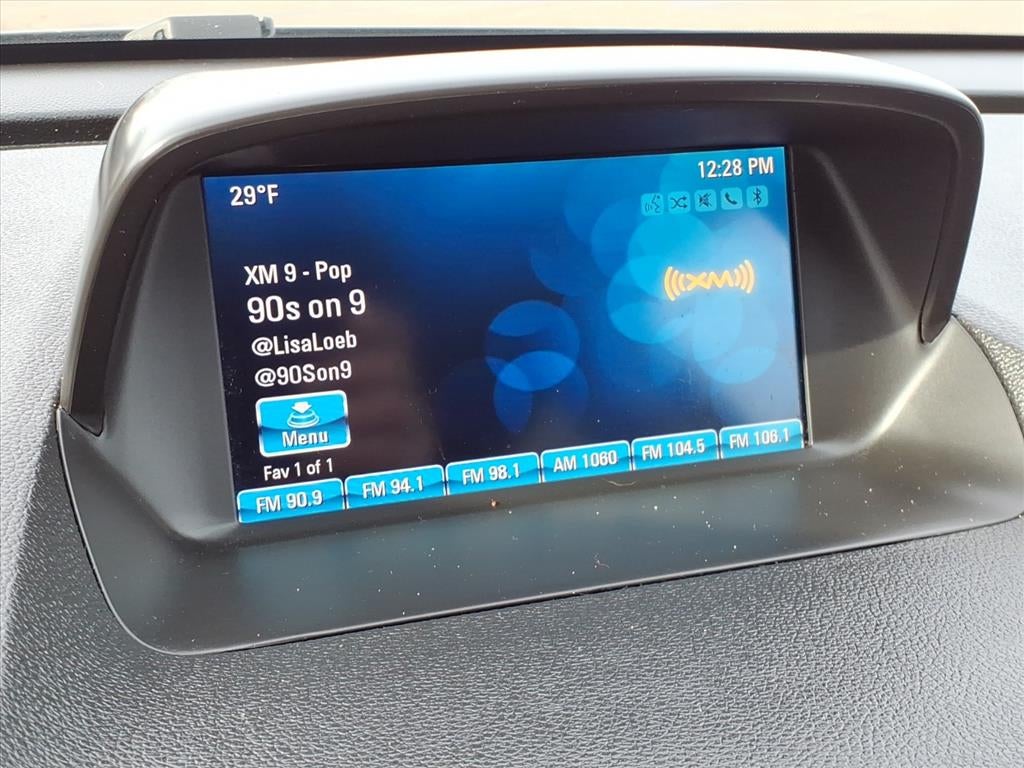 29°F
12:28 PM
XM 9 - Pop
90s on 9
@LisaLoeb
@90Son9
((XM))
Menu
Fav 1 of 1
FM 90.9
FM 94.1
FM 98.1
AM 1060
FM 104.5
FM 106.1